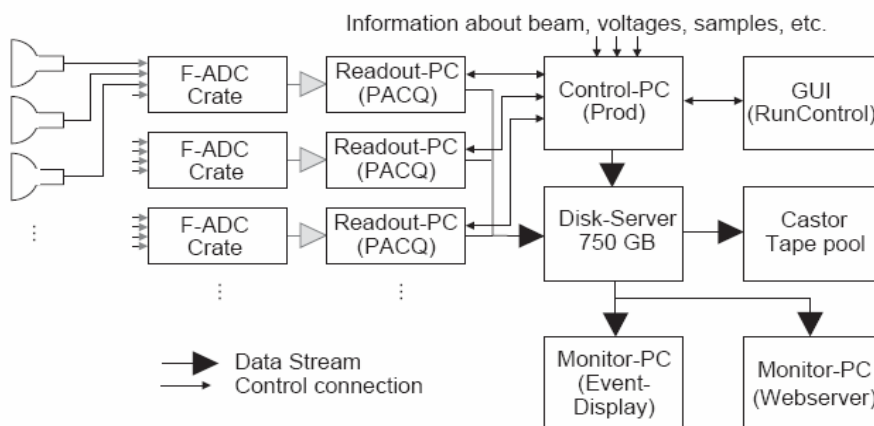 Information about beam, voltages, samples, etc.
F-ADC
Crate
Readout-PC
(PACQ)
Control-PC
(Prod)
GUI
(RunControl)
F-ADC
Crate
Readout-PC
(PACQ)
F-ADC
Crate
Readout-PC
(PACQ)
Disk-Server
750 GB
Castor
Tape pool
Data Stream
Control connection
Monitor-PC
(Event-
Display)
Monitor-PC
(Webserver)